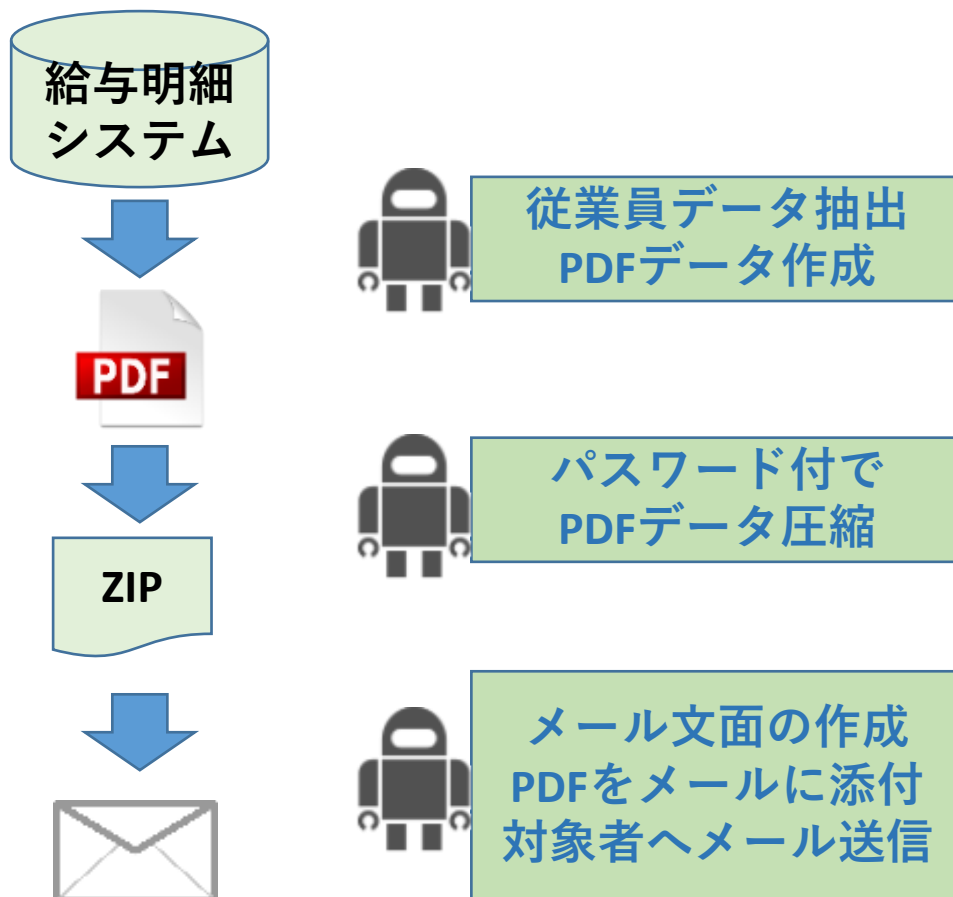 給与明細
システム
従業員データ抽出
PDFデータ作成
PDF
パスワード付で
PDFデータ圧縮
ZIP
メール文面の作成
PDFをメールに添付
対象者へメール送信